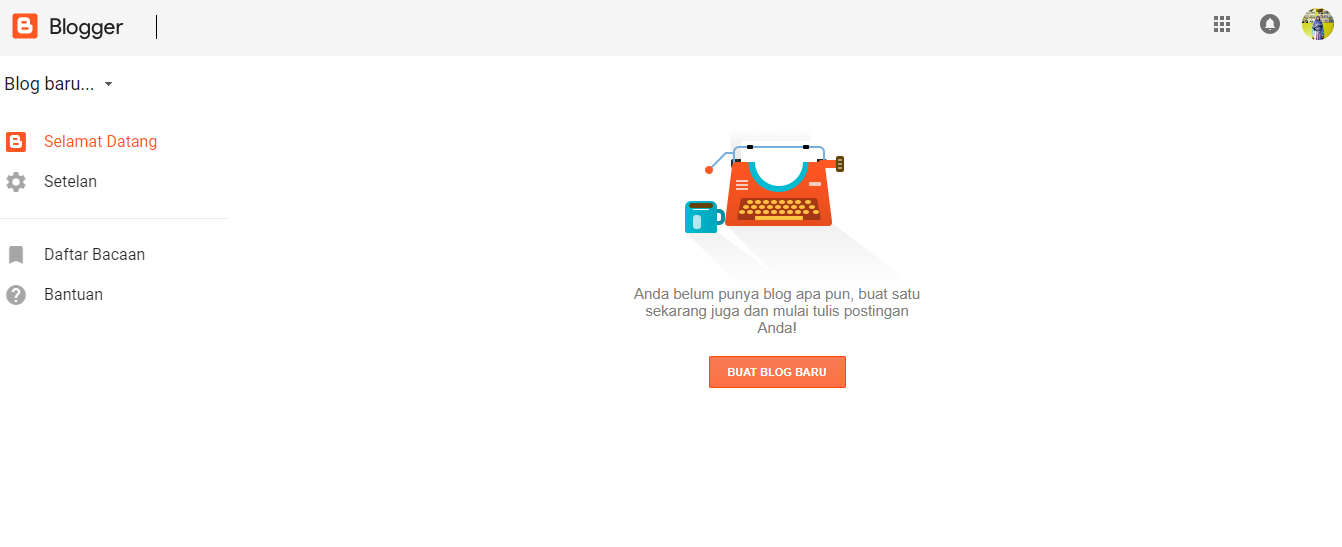 Blogger
Blog baru...
Selamat Datang
Setelan
Daftar Bacaan
Bantuan
Anda belum punya blog apa pun, buat satu
sekarang juga dan mulai tulis postingan
Anda!
BUAT BLOG BARU